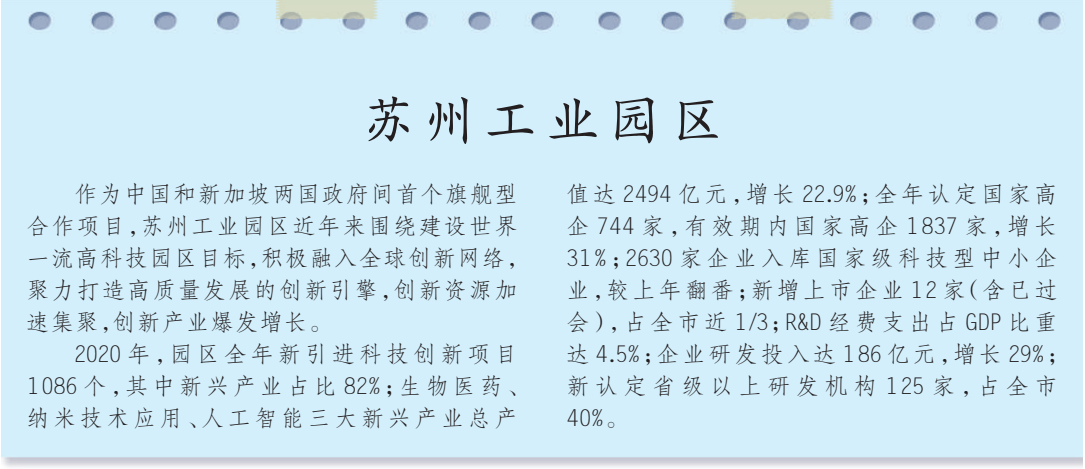 苏州工业园区
作为中国和新加坡两国政府间首个旗舰型
合作项目,苏州工业园区近年来围绕建设世界
一流高科技园区目标,积极融入全球创新网络,
聚力打造高质量发展的创新引擎,创新资源加
速集聚,创新产业爆发增长。
2020年,园区全年新引进科技创新项目
1086个,其中新兴产业占比82%;生物医药、
纳米技术应用、人工智能三大新兴产业总产
值达2494亿元,增长22.9%;全年认定国家高
企744家,有效期内国家高企1837家,增长
31%;2630家企业入库国家级科技型中小企
业,较上年翻番;新增上市企业12家(含已过
会),占全市近1/3;R&D经费支出占GDP比重
达4.5%;企业研发投入达186亿元,增长29%;
新认定省级以上研发机构125家,占全市
40%。